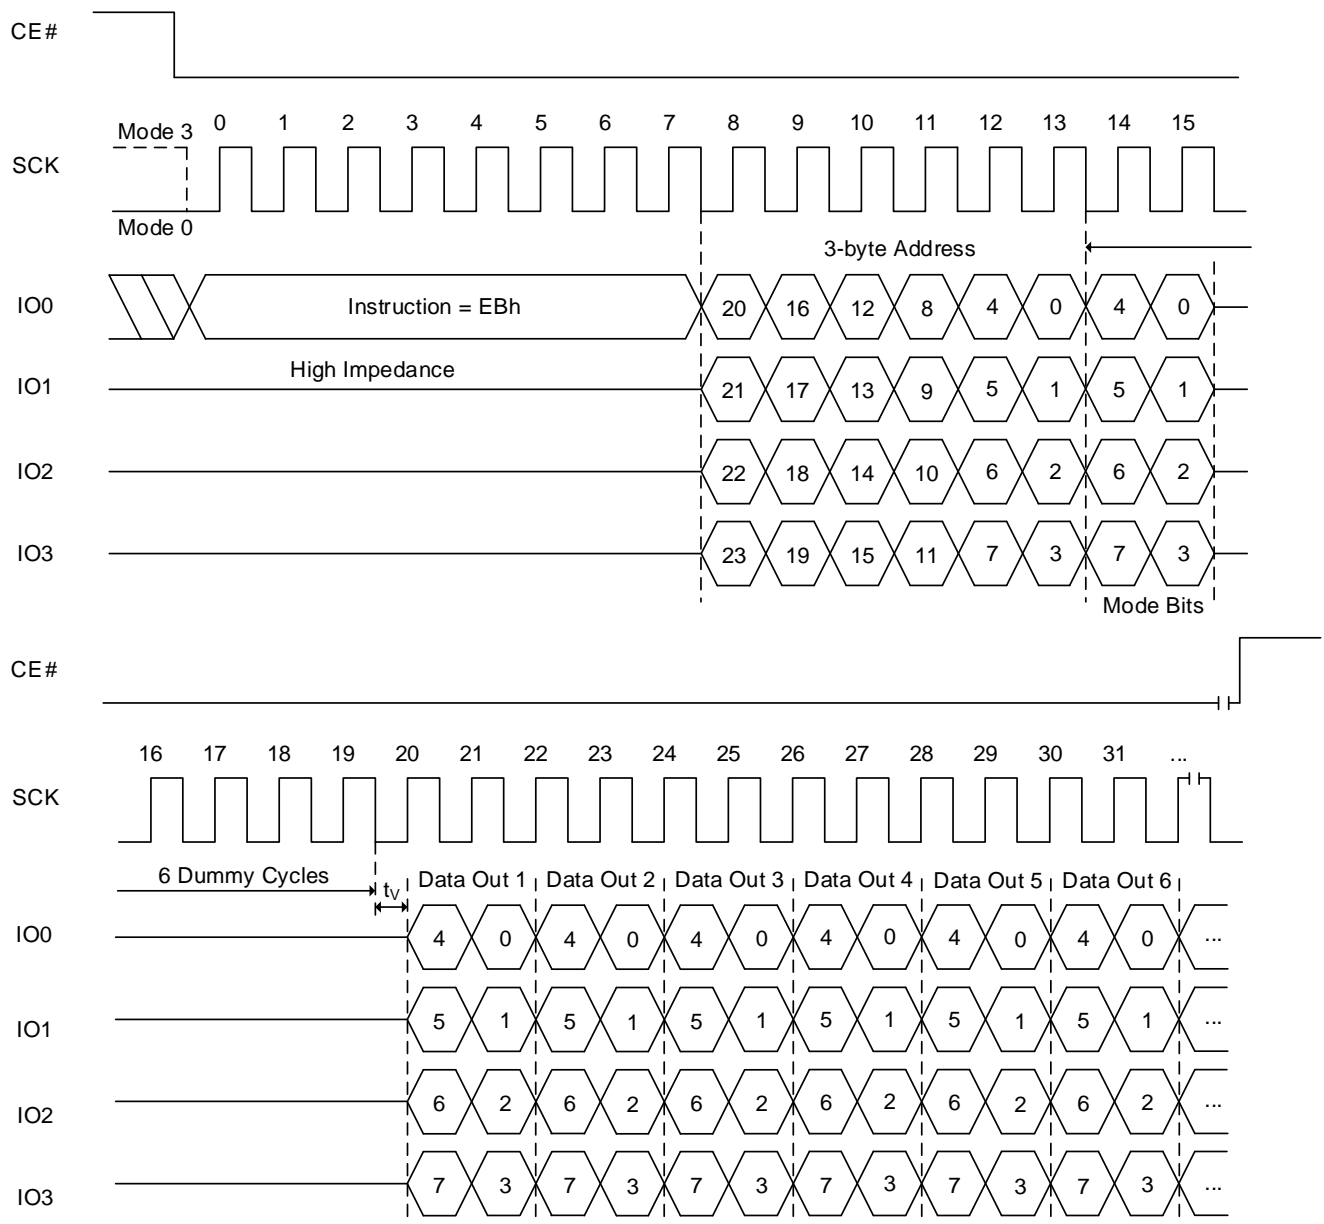 CE#
Mode 3 0 1 2 3 4 5 6 7 8 9 10 11 12 13 14 15
SCK
Mode 0
3-byte Address
IO0 Instruction = EBh 20 16 12 8 4 0 4 0
High Impedance
IO1 21 17 13 9 5 1 5 1
IO2 22 18 14 10 6 2 6 2
IO3 23 19 15 11 7 3 7 3
Mode Bits
CE#
16 17 18 19 20 21 22 23 24 25 26 27 28 29 30 31 ...
SCK
6 Dummy Cycles tV Data Out 1 Data Out 2 Data Out 3 Data Out 4 Data Out 5 Data Out 6
IO0 4 0 4 0 4 0 4 0 4 0 4 0 ...
IO1 5 1 5 1 5 1 5 1 5 1 5 1 ...
IO2 6 2 6 2 6 2 6 2 6 2 6 2 ...
IO3 7 3 7 3 7 3 7 3 7 3 7 3 ...